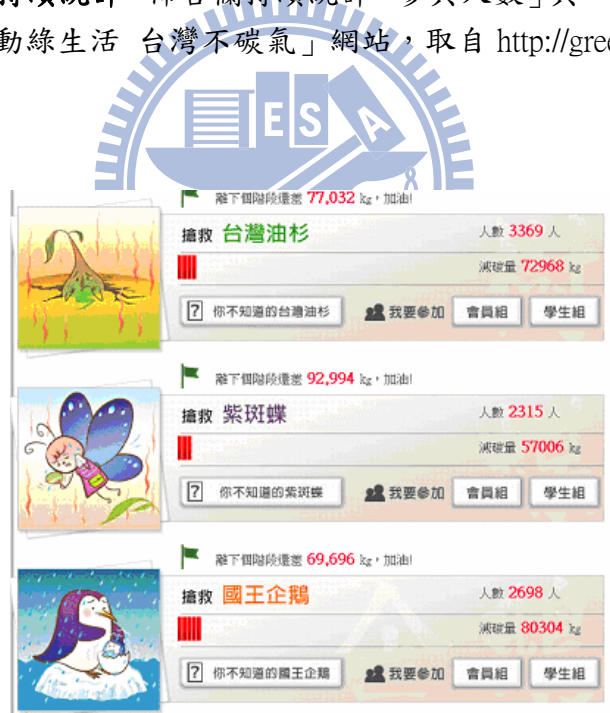 動綠生活 台灣不碳氣」網站，取自 http://gree
E S A
離下個階段還差 77,032 kg，加油!
搶救 台灣油杉
人數 3369 人
減碳量 72968 kg
? 你不知道的台灣油杉
我要參加 會員組 學生組
離下個階段還差 92,994 kg，加油!
搶救 紫斑蝶
人數 2315 人
減碳量 57006 kg
? 你不知道的紫斑蝶
我要參加 會員組 學生組
離下個階段還差 69,696 kg，加油!
搶救 國王企鵝
人數 2698 人
減碳量 80304 kg
? 你不知道的國王企鵝
我要參加 會員組 學生組